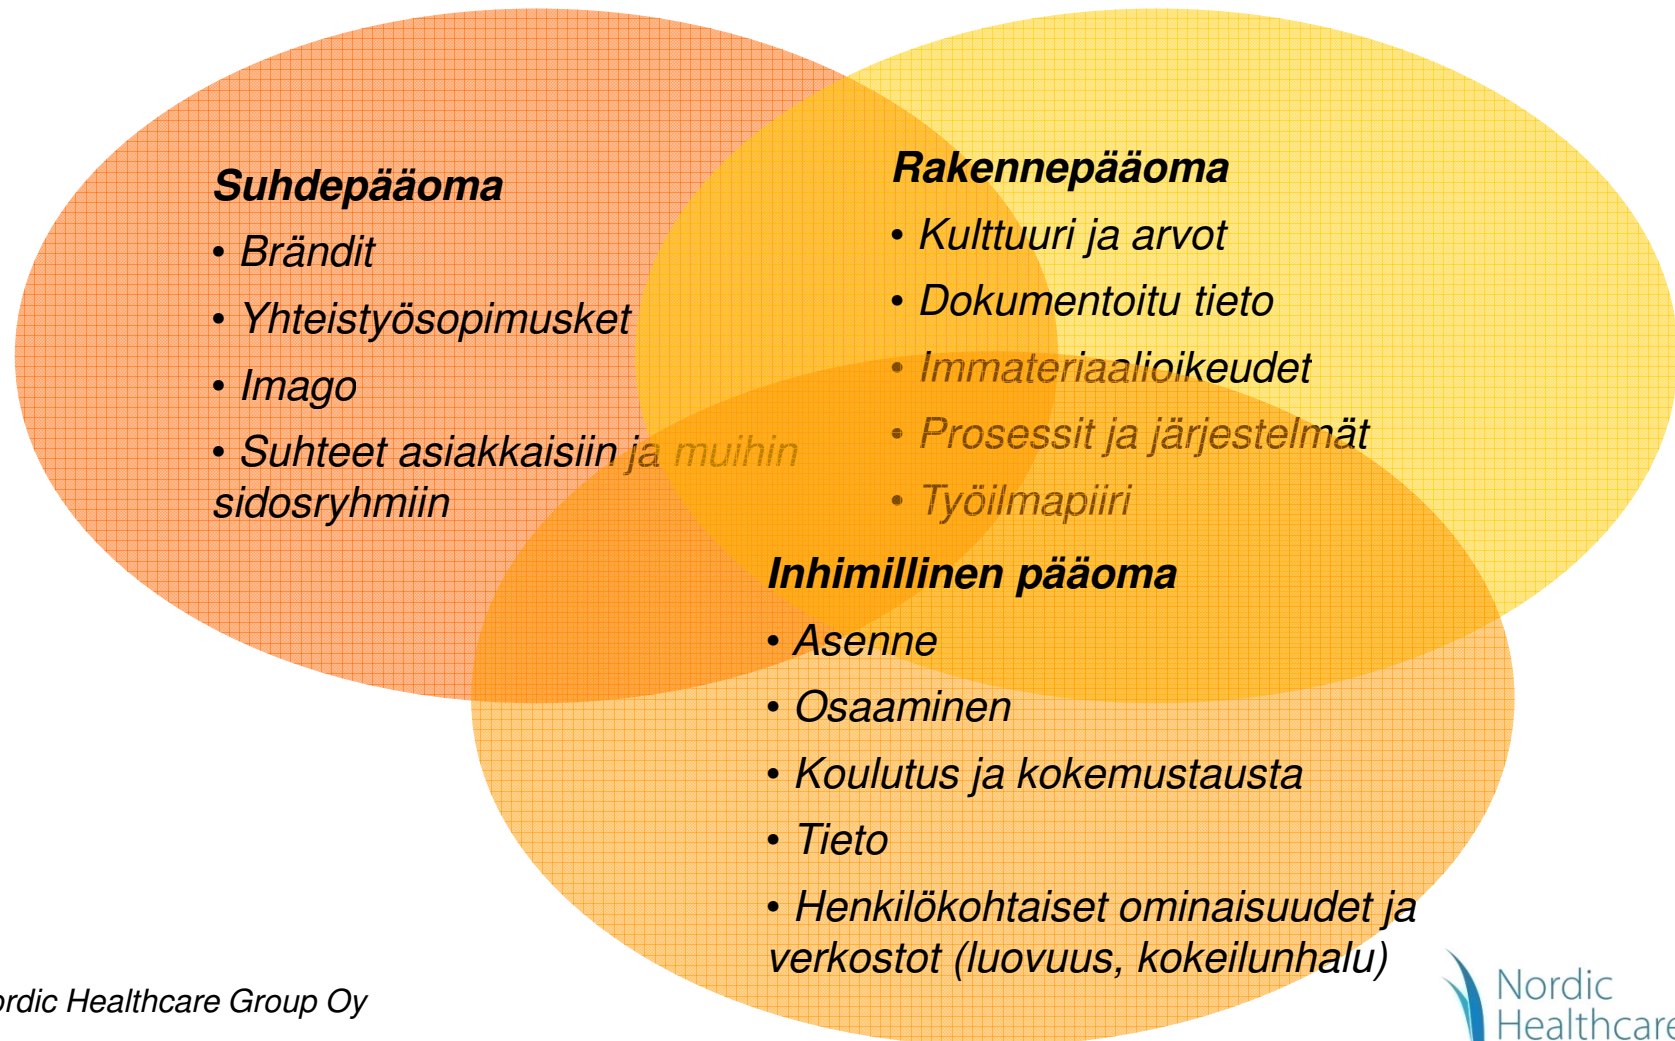 Suhdepääoma
• Brändit
• Yhteistyösopimusket
• Imago
• Suhteet asiakkaisiin ja muihin
sidosryhmiin
Rakennepääoma
• Kulttuuri ja arvot
• Dokumentoitu tieto
• Immateriaalioikeudet
• Prosessit ja järjestelmät
• Työilmapiiri
Inhimillinen pääoma
• Asenne
• Osaaminen
• Koulutus ja kokemustausta
• Tieto
• Henkilökohtaiset ominaisuudet ja
verkostot (luovuus, kokeilunhalu)
ordic Healthcare Group Oy
Nordic
Healthcare